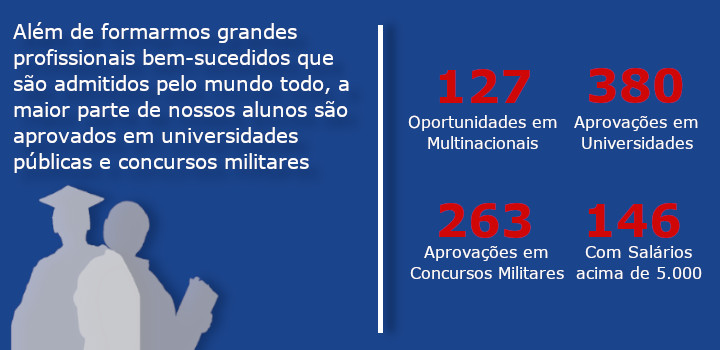 Além de formarmos grandes
profissionais bem-sucedidos que
são admitidos pelo mundo todo, a
maior parte de nossos alunos são
aprovados em universidades
públicas e concursos militares
127
Oportunidades em
Multinacionais
380
Aprovações em
Universidades
263
Aprovações em
Concursos Militares
146
Com Salários
acima de 5.000